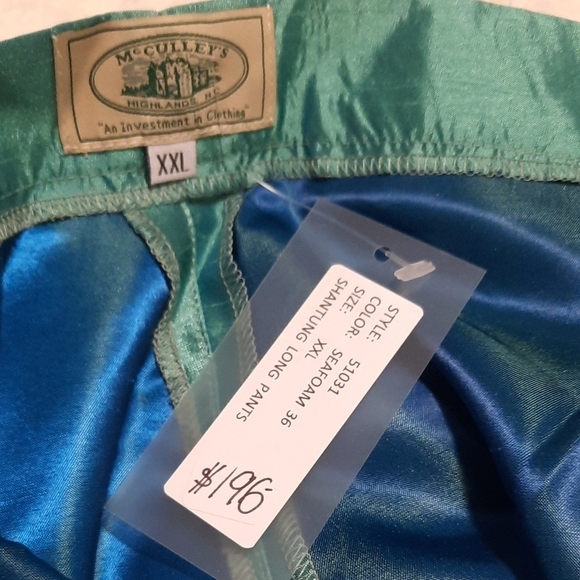 McCULLEY'S
HIGHLANDS N.C
"An Investment in Clothing"
XXL
STYLE: 51031
COLOR: SEAFOAM 36
SIZE: XXL
SHANTUNG LONG PANTS
$196.-